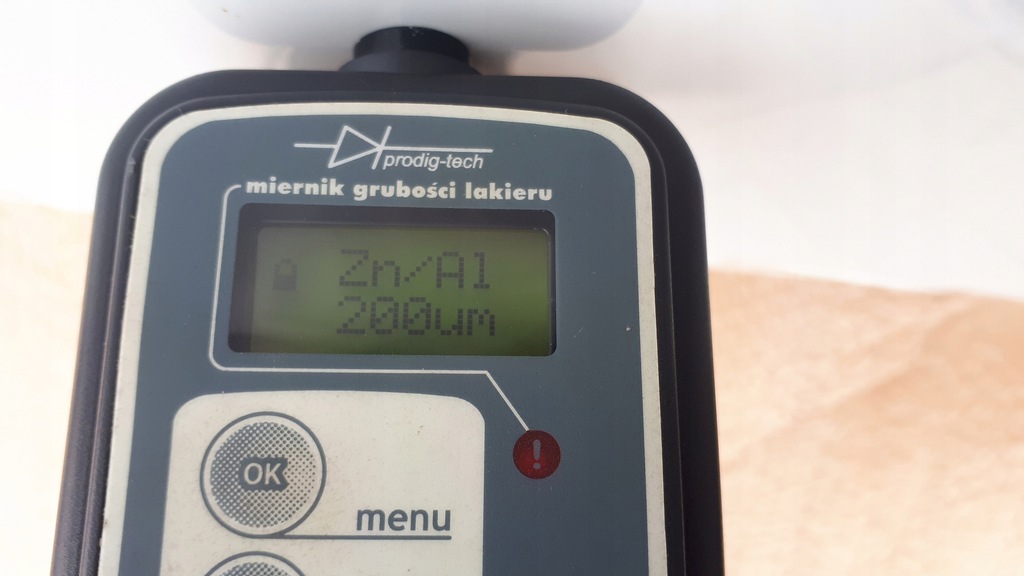 prodig-tech
miernik grubości lakieru
Zn/Al
200um
!
OK
menu